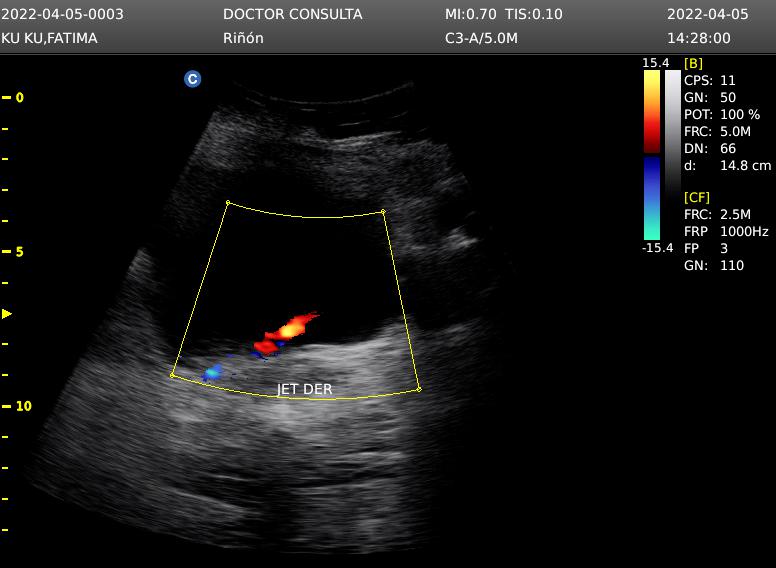 2022-04-05-0003 DOCTOR CONSULTA MI:0.70 TIS:0.10 2022-04-05
KU KU,FATIMA Riñón C3-A/5.0M 14:28:00
C
15.4 [B]
CPS: 11
GN: 50
POT: 100 %
FRC: 5.0M
DN: 66
d: 14.8 cm
[CF]
FRC: 2.5M
FRP 1000Hz
-15.4 FP 3
GN: 110
0
5
10
JET DER